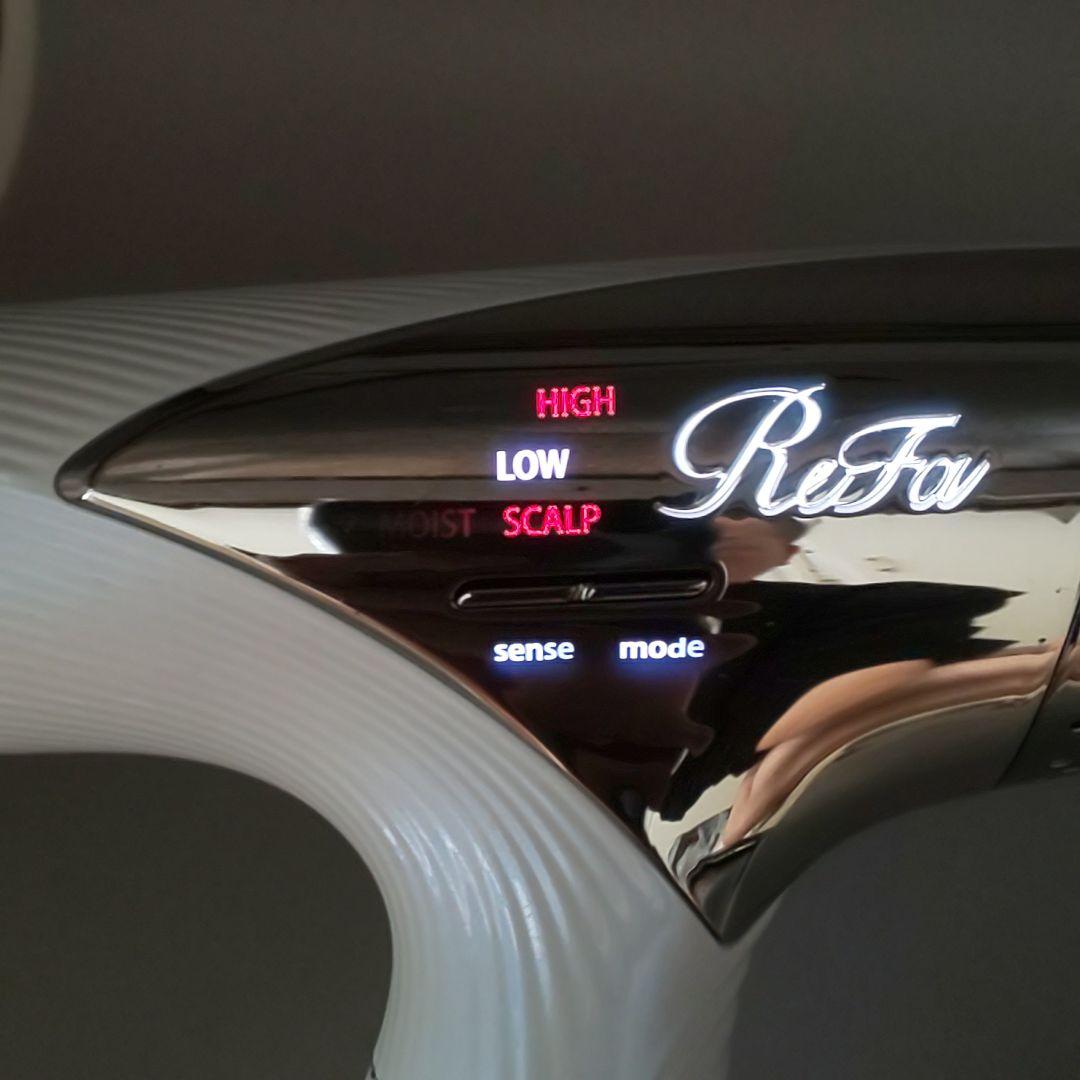 HIGH
LOW
ReFa
MOIST SCALP
sense mode